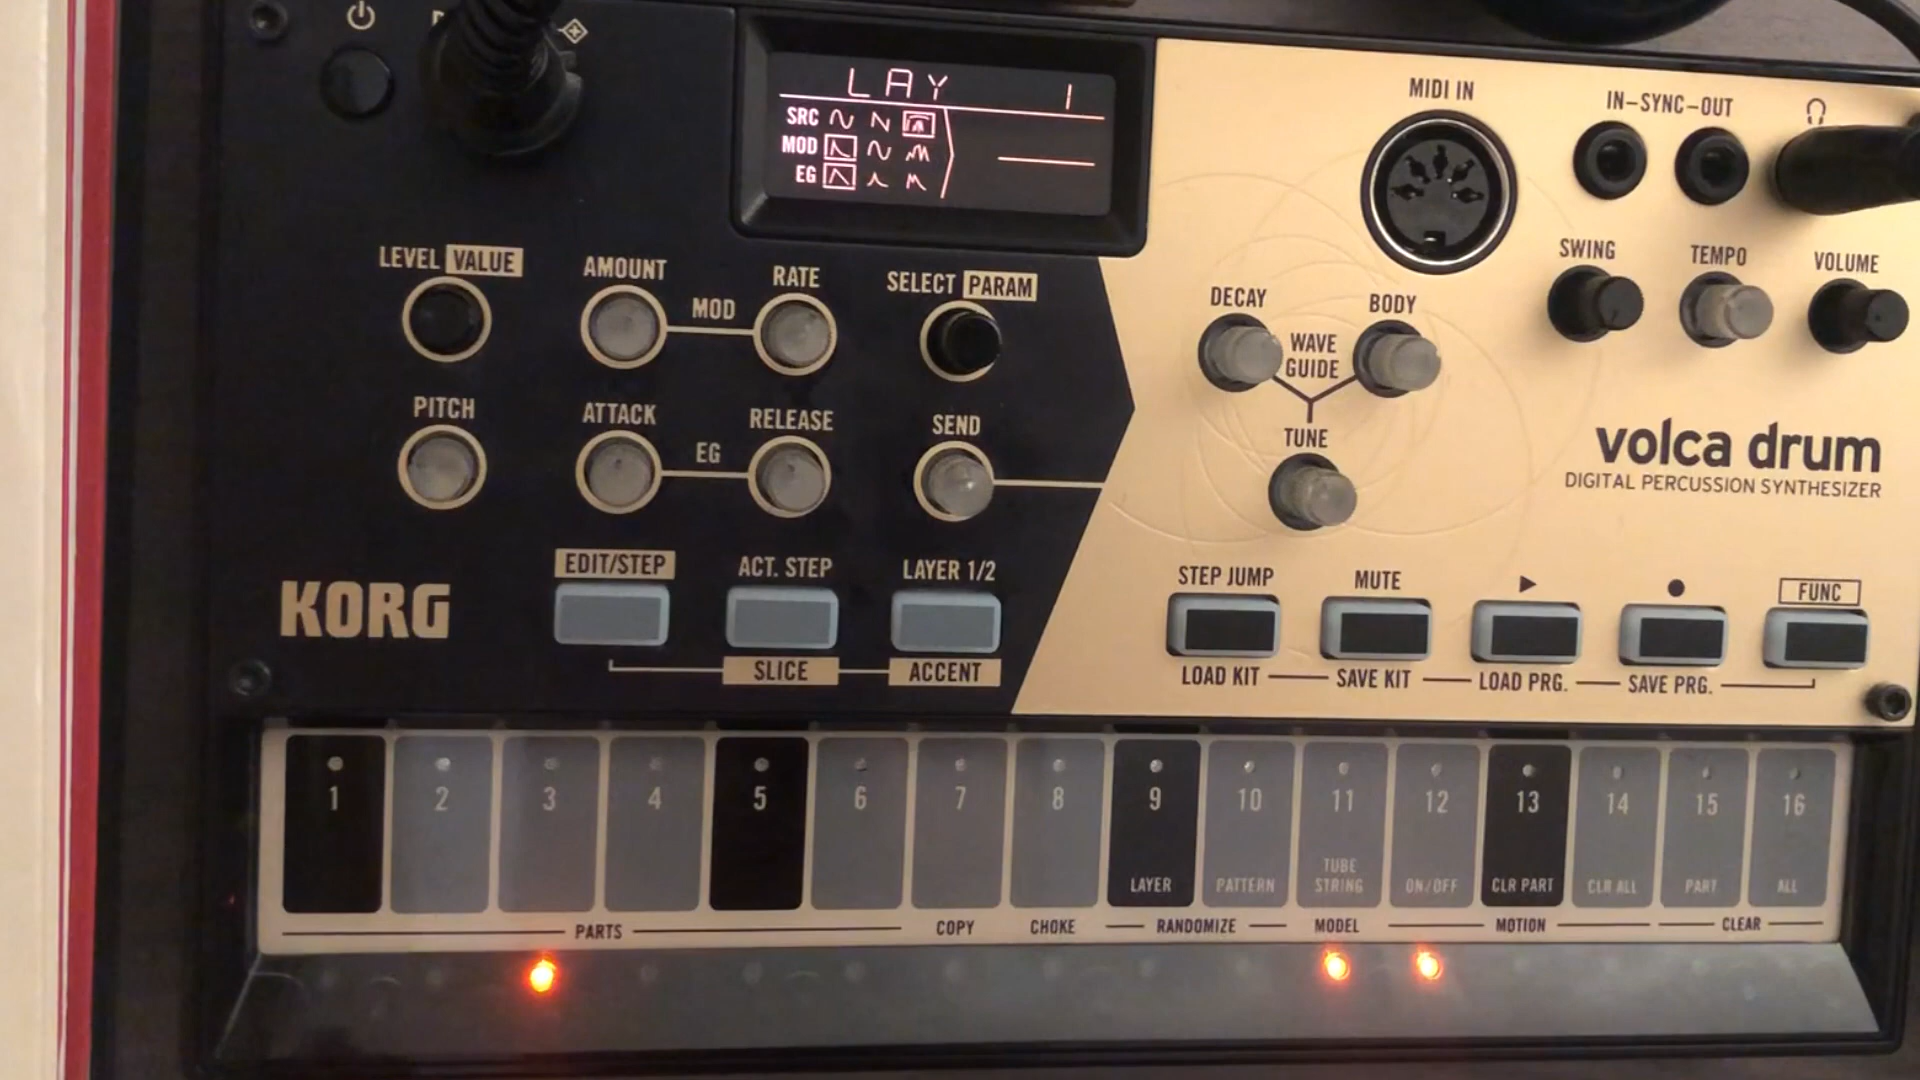 LAY 1
SRC
MOD
EG
MIDI IN
IN-SYNC-OUT
LEVEL VALUE
AMOUNT
RATE
MOD
SELECT PARAM
SWING
TEMPO
VOLUME
DECAY
BODY
WAVE
GUIDE
PITCH
ATTACK
RELEASE
EG
SEND
TUNE
volca drum
DIGITAL PERCUSSION SYNTHESIZER
KORG
EDIT/STEP
ACT. STEP
LAYER 1/2
STEP JUMP
MUTE
FUNC
SLICE
ACCENT
LOAD KIT
SAVE KIT
LOAD PRG.
SAVE PRG.
1 2 3 4 5 6 7 8 9 10 11 12 13 14 15 16
LAYER
PATTERN
TUBE
STRING
ON/OFF
CLR PART
CLR ALL
PART
ALL
PARTS
COPY
CHOKE
RANDOMIZE
MODEL
MOTION
CLEAR